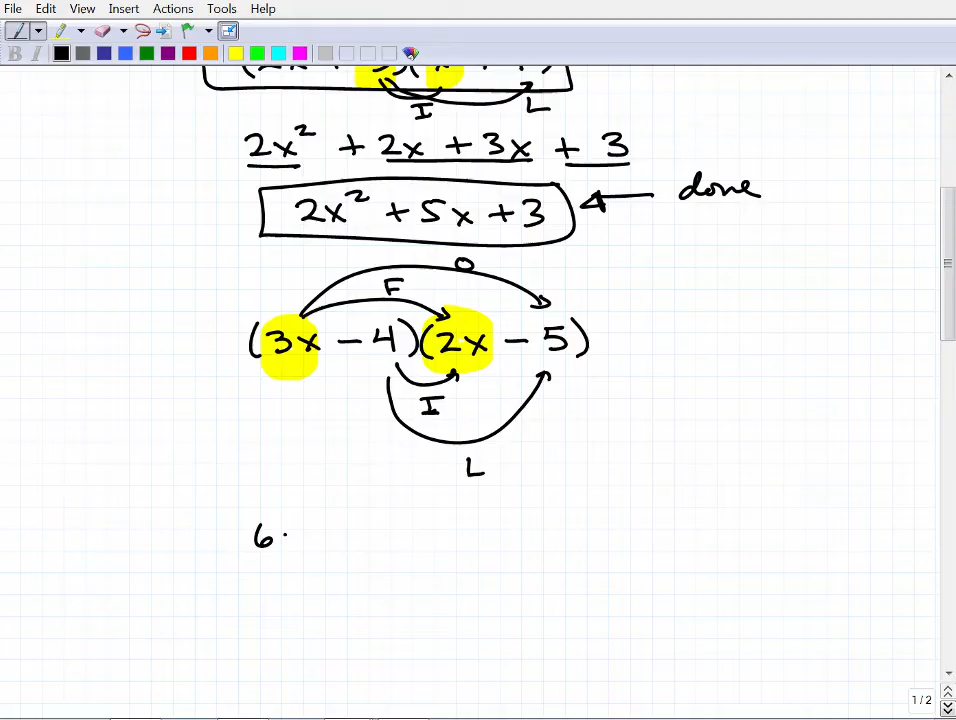 File Edit View Insert Actions Tools Help
B I
I L
2x² + 2x + 3x + 3
2x² + 5x + 3 done
O
F
(3x - 4)(2x - 5)
I
L
6
1 / 2